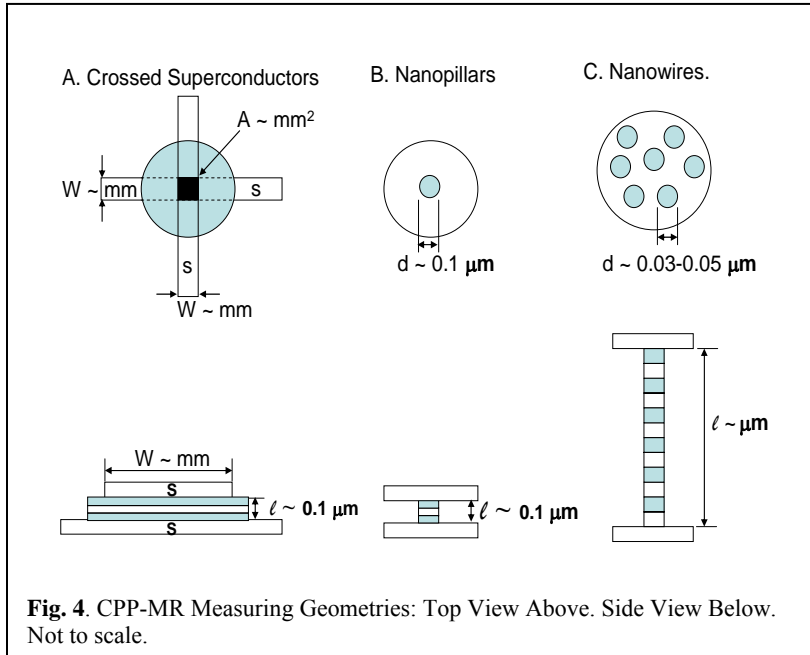 A. Crossed Superconductors
B. Nanopillars
C. Nanowires.
A ~ mm²
W ~ mm
s
s
W ~ mm
d ~ 0.1 μm
d ~ 0.03-0.05 μm
W ~ mm
s
s
ℓ ~ 0.1 μm
ℓ ~ 0.1 μm
ℓ ~ μm
Fig. 4. CPP-MR Measuring Geometries: Top View Above. Side View Below.
Not to scale.